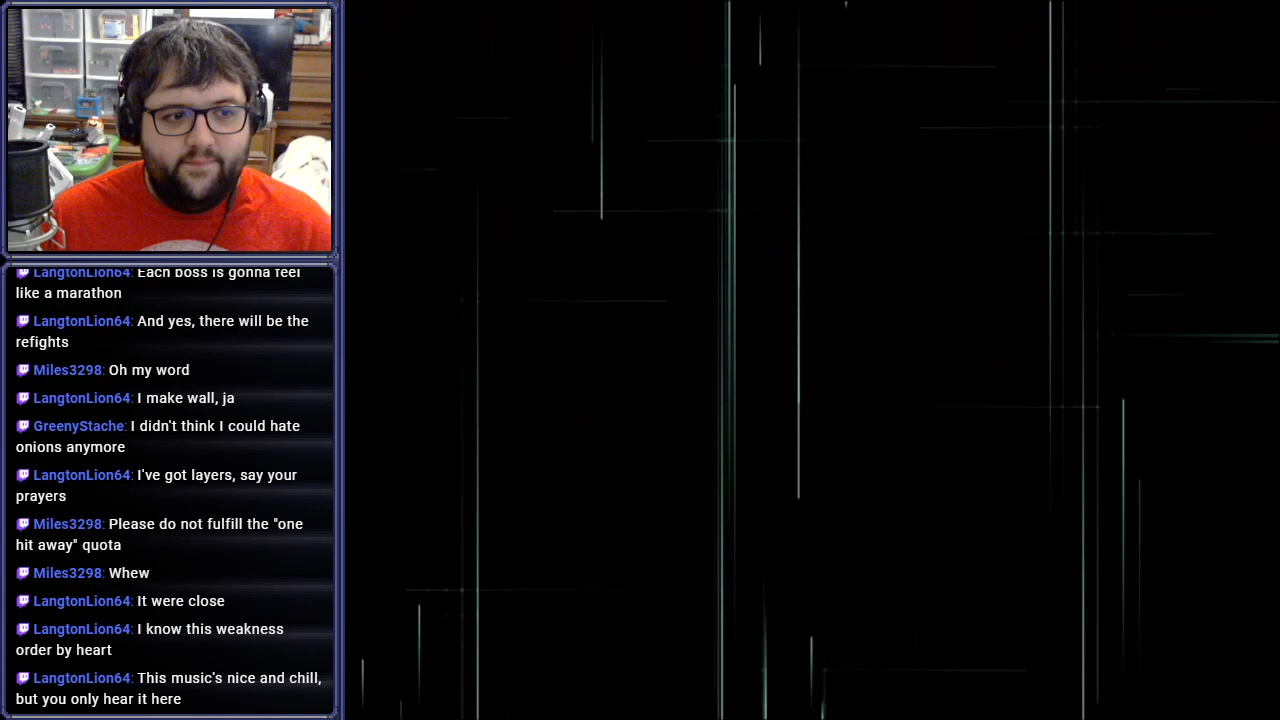 LangtonLion64: Each boss is gonna feel
like a marathon
LangtonLion64: And yes, there will be the
refights
Miles3298: Oh my word
LangtonLion64: I make wall, ja
GreenyStache: I didn't think I could hate
onions anymore
LangtonLion64: I've got layers, say your
prayers
Miles3298: Please do not fulfill the "one
hit away" quota
Miles3298: Whew
LangtonLion64: It were close
LangtonLion64: I know this weakness
order by heart
LangtonLion64: This music's nice and chill,
but you only hear it here